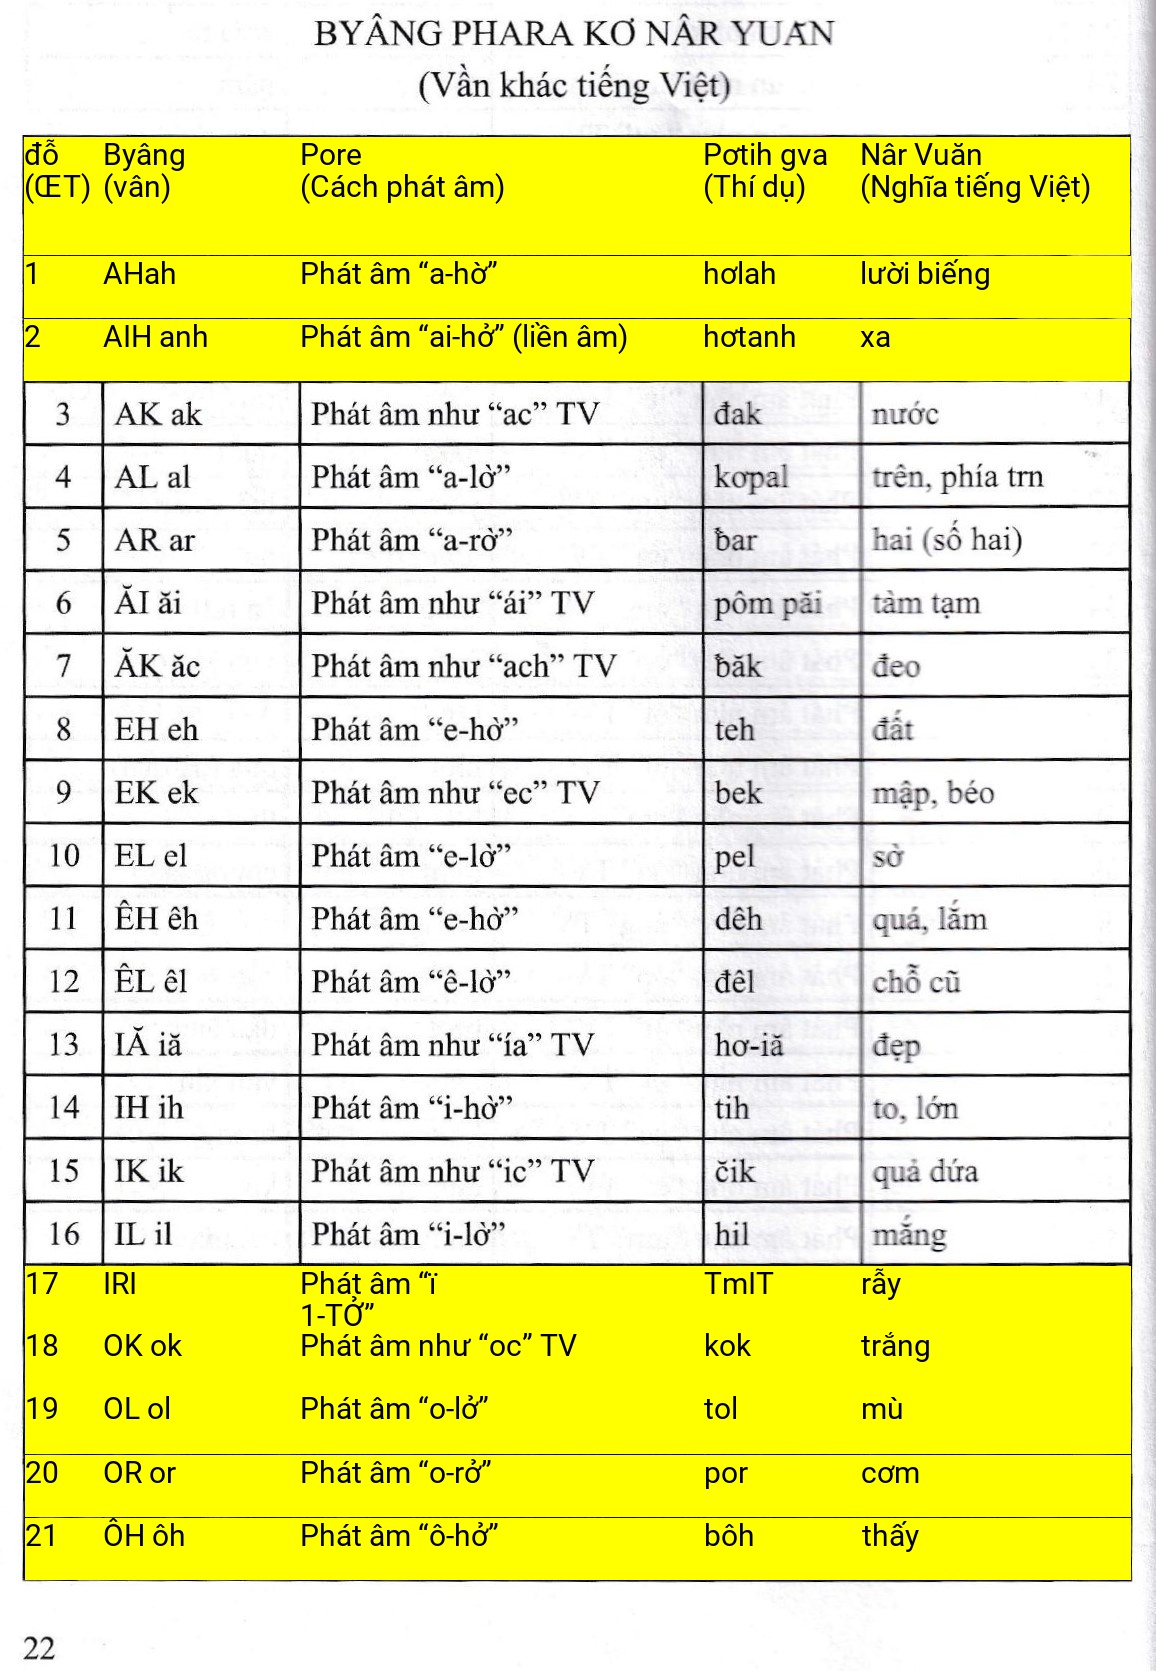 BYÂNG PHARA KƠ NÂR YUĂN
(Vần khác tiếng Việt)
đỗ Byâng Pore Pơtih gva Nâr Vuăn
(ŒT) (vân) (Cách phát âm) (Thí dụ) (Nghĩa tiếng Việt)
1 AHah Phát âm “a-hờ” hơlah lười biếng
2 AIH anh Phát âm “ai-hở” (liền âm) hơtanh xa
3 AK ak Phát âm như “ac” TV đak nước
4 AL al Phát âm “a-lờ” kơpal trên, phía trn
5 AR ar Phát âm “a-rờ” ƀar hai (số hai)
6 ĂI ăi Phát âm như “ái” TV pôm păi tàm tạm
7 ĂK ăc Phát âm như “ach” TV ƀăk đeo
8 EH eh Phát âm “e-hờ” teh đất
9 EK ek Phát âm như “ec” TV bek mập, béo
10 EL el Phát âm “e-lờ” pel sờ
11 ÊH êh Phát âm “e-hờ” dêh quá, lắm
12 ÊL êl Phát âm “ê-lờ” đêl chỗ cũ
13 IĂ iă Phát âm như “ía” TV hơ-iă đẹp
14 IH ih Phát âm “i-hờ” tih to, lớn
15 IK ik Phát âm như “ic” TV čik quả dứa
16 IL il Phát âm “i-lờ” hil mắng
17 IRI Phát âm “ï TmIT rẫy
1-TỞ”
18 OK ok Phát âm như “oc” TV kok trắng
19 OL ol Phát âm “o-lở” tol mù
20 OR or Phát âm “o-rở” por cơm
21 ÔH ôh Phát âm “ô-hở” bôh thấy
22